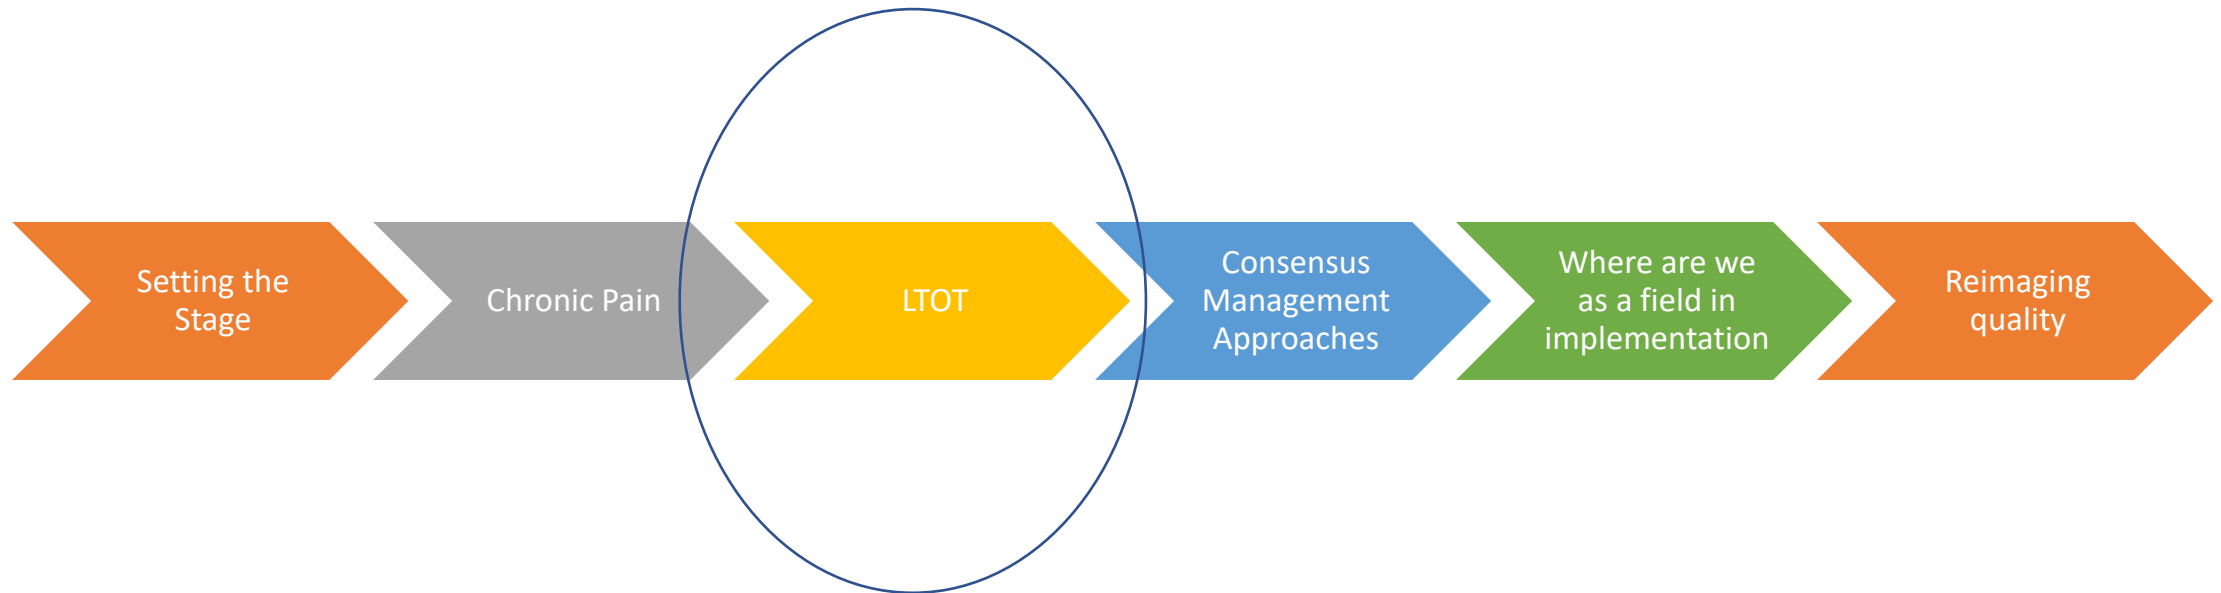 Setting the
Stage
Chronic Pain
LTOT
Consensus
Management
Approaches
Where are we
as a field in
implementation
Reimaging
quality